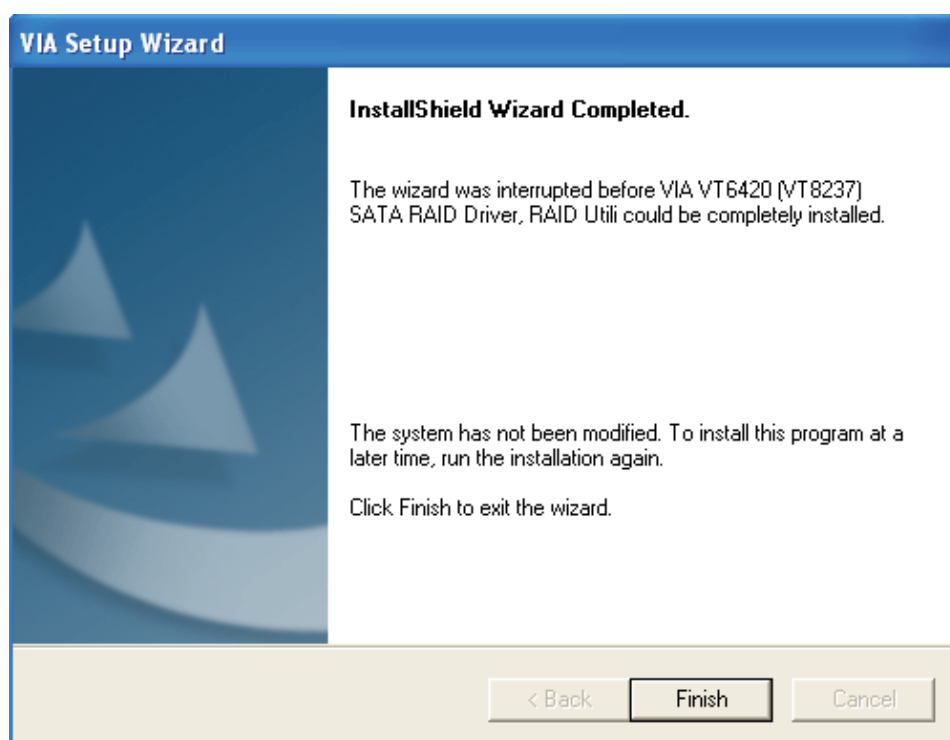 VIA Setup Wizard
InstallShield Wizard Completed.
The wizard was interrupted before VIA VT6420 (VT8237)
SATA RAID Driver, RAID Utili could be completely installed.
The system has not been modified. To install this program at a
later time, run the installation again.
Click Finish to exit the wizard.
< Back
Finish
Cancel